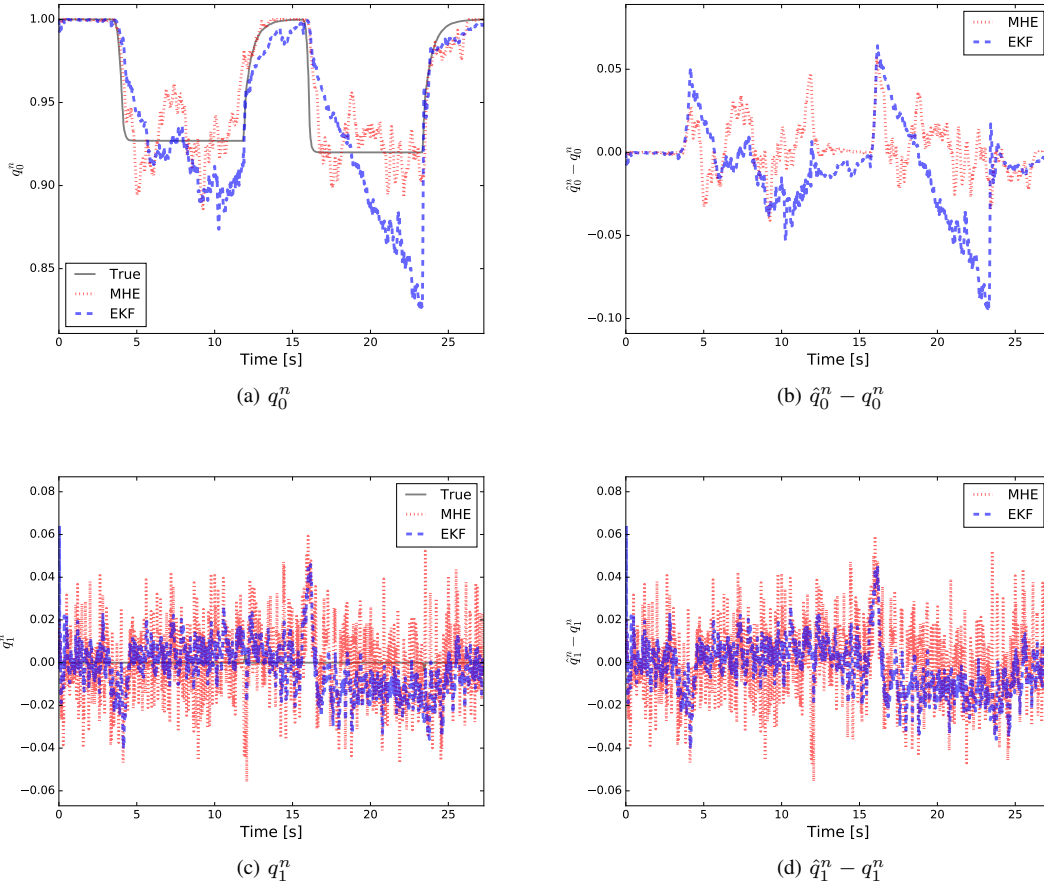 1.00
0.95
0.90
0.85
q_0^n
True
MHE
EKF
0 5 10 15 20 25
Time [s]
(a) q_0^n
MHE
EKF
0.05
0.00
−0.05
−0.10
q̂_0^n − q_0^n
0 5 10 15 20 25
Time [s]
(b) q̂_0^n − q_0^n
0.08
0.06
0.04
0.02
0.00
−0.02
−0.04
−0.06
q_1^n
True
MHE
EKF
0 5 10 15 20 25
Time [s]
(c) q_1^n
0.08
0.06
0.04
0.02
0.00
−0.02
−0.04
−0.06
q̂_1^n − q_1^n
MHE
EKF
0 5 10 15 20 25
Time [s]
(d) q̂_1^n − q_1^n